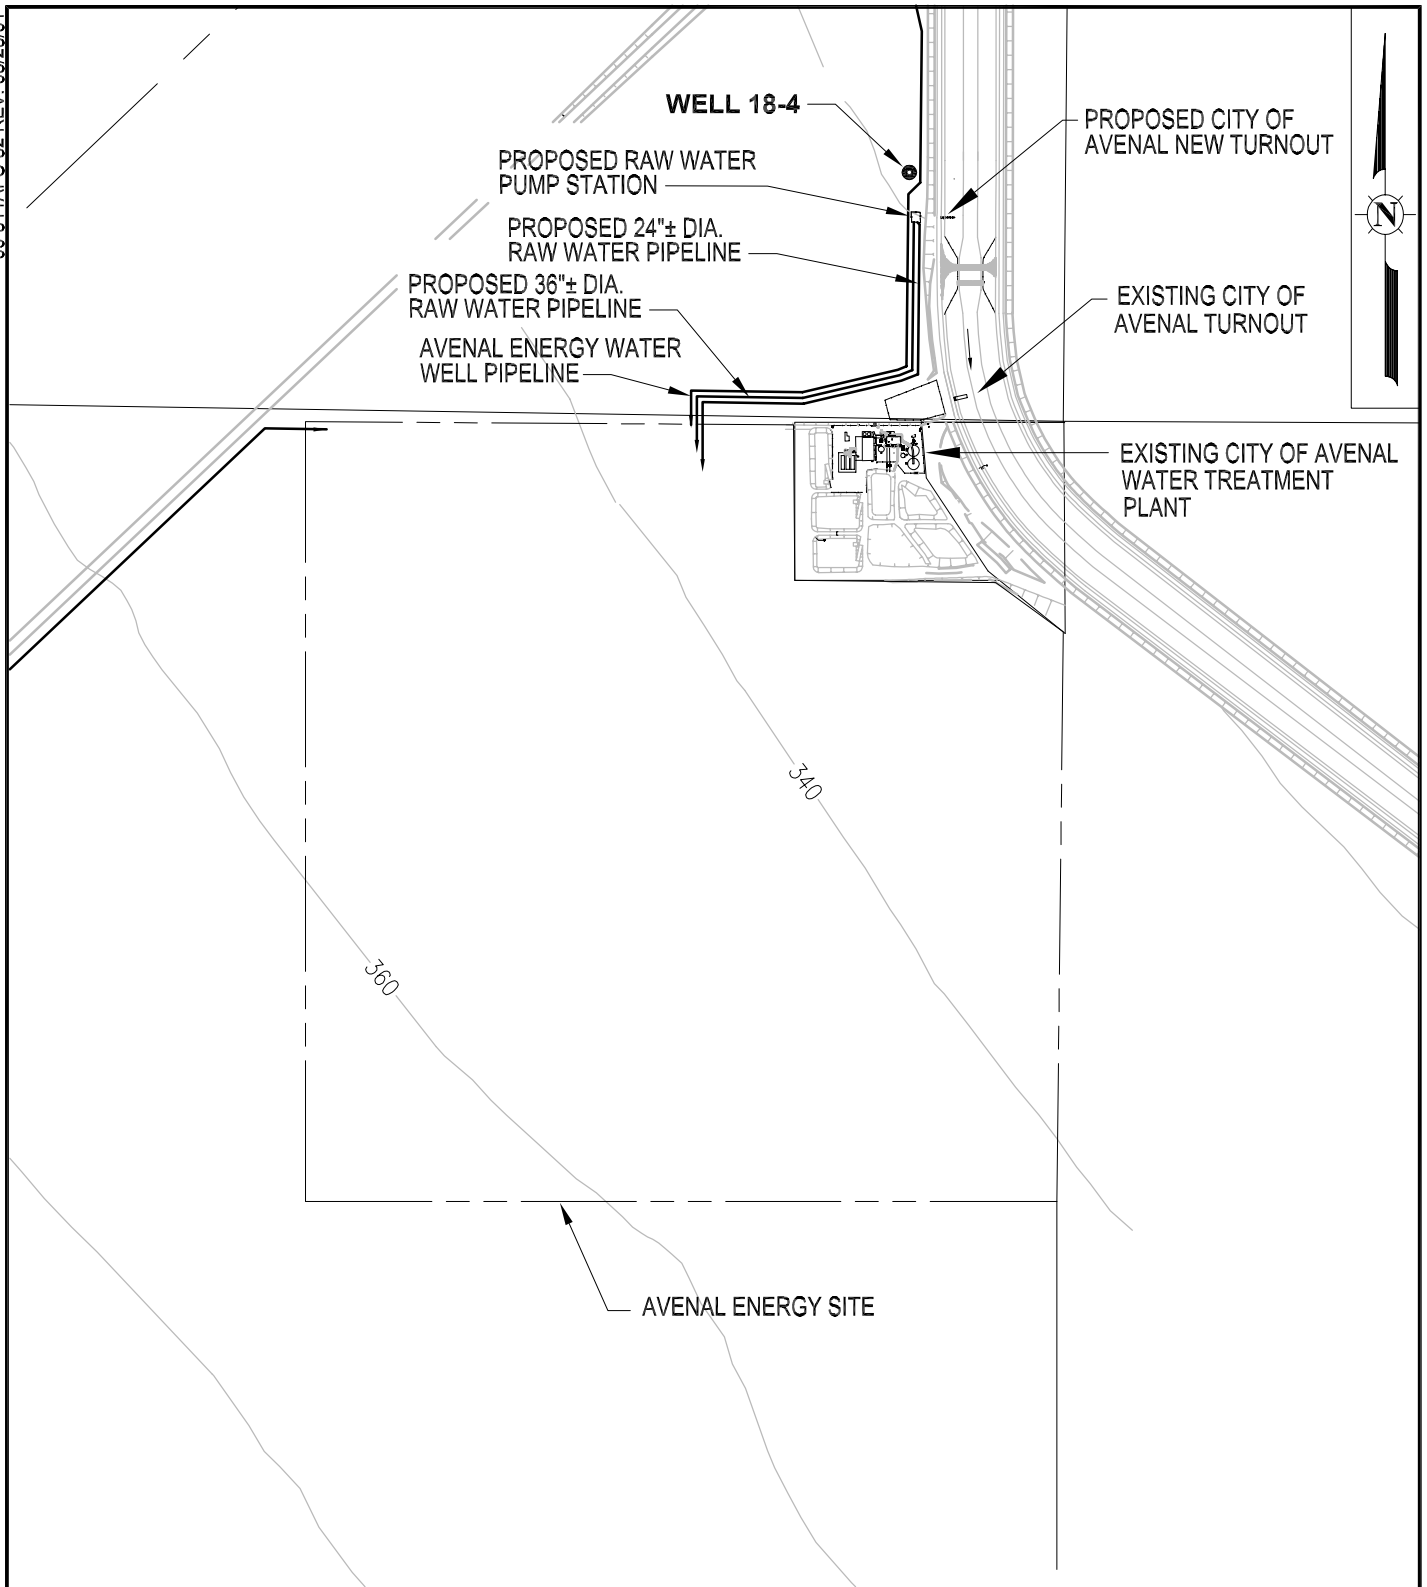 WELL 18-4
PROPOSED CITY OF
AVENAL NEW TURNOUT
PROPOSED RAW WATER
PUMP STATION
PROPOSED 24"± DIA.
RAW WATER PIPELINE
N
PROPOSED 36"± DIA.
RAW WATER PIPELINE
EXISTING CITY OF
AVENAL TURNOUT
AVENAL ENERGY WATER
WELL PIPELINE
EXISTING CITY OF AVENAL
WATER TREATMENT
PLANT
340
360
AVENAL ENERGY SITE